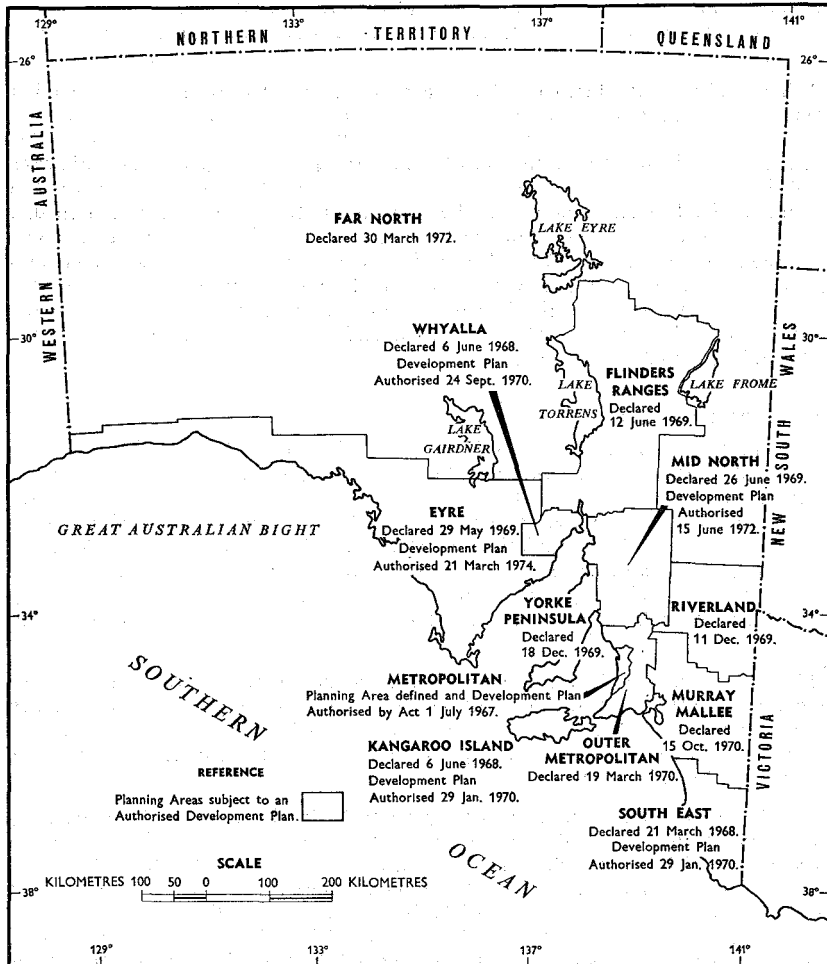 129°
133°
137°
141°
NORTHERN TERRITORY
QUEENSLAND
26°
26°
WESTERN AUSTRALIA
FAR NORTH
Declared 30 March 1972.
LAKE EYRE
30°
30°
WHYALLA
Declared 6 June 1968.
Development Plan
Authorised 24 Sept. 1970.
LAKE
TORRENS
FLINDERS
RANGES
Declared
12 June 1969.
LAKE FROME
NEW SOUTH WALES
LAKE
GAIRDNER
MID NORTH
Declared 26 June 1969.
Development Plan
Authorised
15 June 1972.
GREAT AUSTRALIAN BIGHT
EYRE
Declared 29 May 1969.
Development Plan
Authorised 21 March 1974.
34°
34°
YORKE
PENINSULA
Declared
18 Dec. 1969.
RIVERLAND
Declared
11 Dec. 1969.
SOUTHERN
METROPOLITAN
Planning Area defined and Development Plan
Authorised by Act 1 July 1967.
MURRAY
MALLEE
Declared
15 Oct. 1970.
VICTORIA
KANGAROO ISLAND
Declared 6 June 1968.
Development Plan
Authorised 29 Jan. 1970.
OUTER
METROPOLITAN
Declared 19 March 1970.
REFERENCE
Planning Areas subject to an
Authorised Development Plan.
SOUTH EAST
Declared 21 March 1968.
Development Plan
Authorised 29 Jan. 1970.
OCEAN
SCALE
KILOMETRES 100 50 0 100 200 KILOMETRES
38°
38°
129°
133°
137°
141°